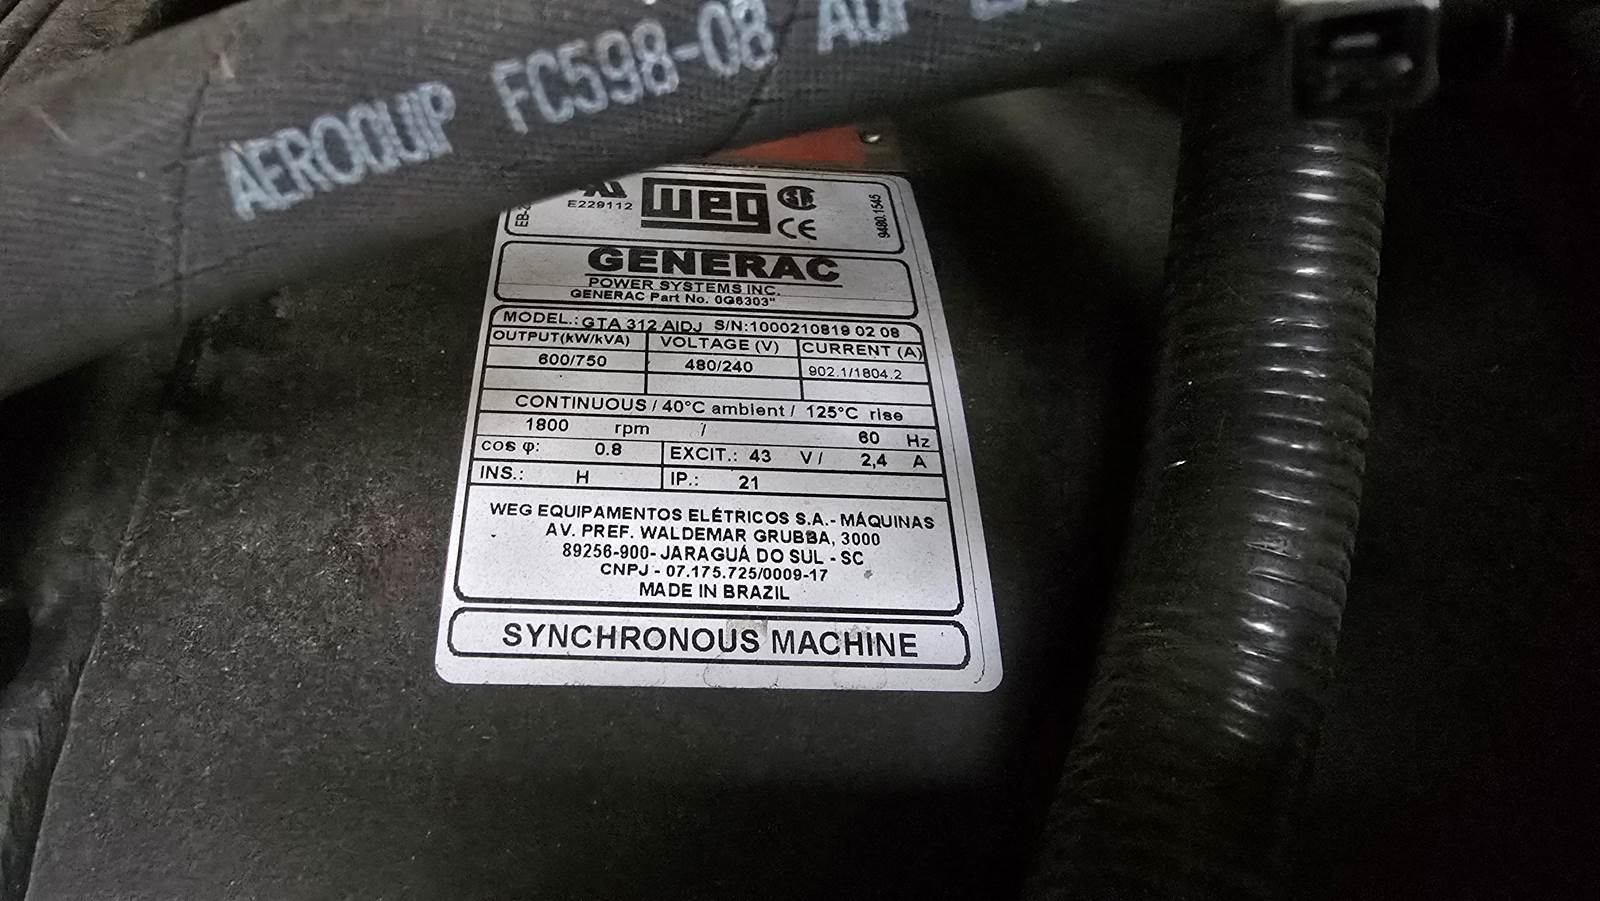 AEROQUIP FC598-08 AQP
E229112
WEG
CE
9480.1545
GENERAC
POWER SYSTEMS INC.
GENERAC Part No. 0G6303"
MODEL.: GTA 312 AIDJ S/N:1000210819 02 08
OUTPUT(kW/kVA) VOLTAGE (V) CURRENT (A)
600/750 480/240 902.1/1804.2
CONTINUOUS / 40°C ambient / 125°C rise
1800 rpm / 60 Hz
cos φ: 0.8 EXCIT.: 43 V / 2,4 A
INS.: H IP.: 21
WEG EQUIPAMENTOS ELÉTRICOS S.A.- MÁQUINAS
AV. PREF. WALDEMAR GRUBBA, 3000
89256-900- JARAGUÁ DO SUL - SC
CNPJ - 07.175.725/0009-17
MADE IN BRAZIL
SYNCHRONOUS MACHINE